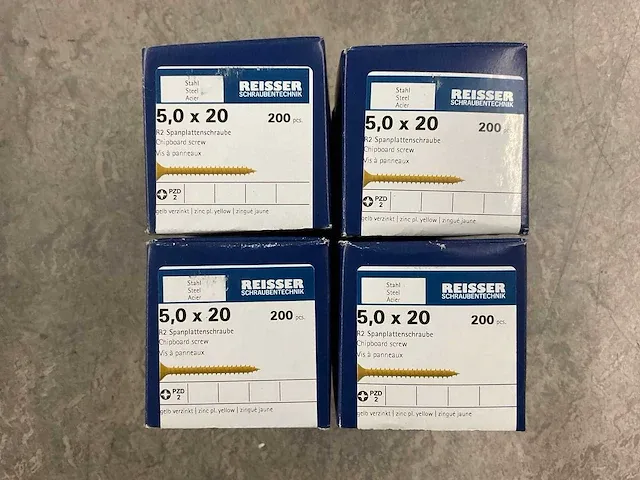 Stahl
Steel
Acier
REISSER
SCHRAUBENTECHNIK
5,0 x 20 200 pcs.
R2 Spanplattenschraube
Chipboard screw
Vis à panneaux
PZD
2
gelb verzinkt | zinc pl. yellow | zingué jaune
Stahl
Steel
Acier
REISSER
SCHRAUBENTECHNIK
5,0 x 20 200
R2 Spanplattenschraube
Chipboard screw
Vis à panneaux
PZD
2
gelb verzinkt | zinc pl. yellow | zingué jaune
Stahl
Steel
Acier
REISSER
SCHRAUBENTECHNIK
5,0 x 20 200 pcs.
R2 Spanplattenschraube
Chipboard screw
Vis à panneaux
PZD
2
gelb verzinkt | zinc pl. yellow | zingué jaune
Stahl
Steel
Acier
REISSER
SCHRAUBENTECHNIK
5,0 x 20 200 pcs.
R2 Spanplattenschraube
Chipboard screw
Vis à panneaux
PZD
2
gelb verzinkt | zinc pl. yellow | zingué jaune